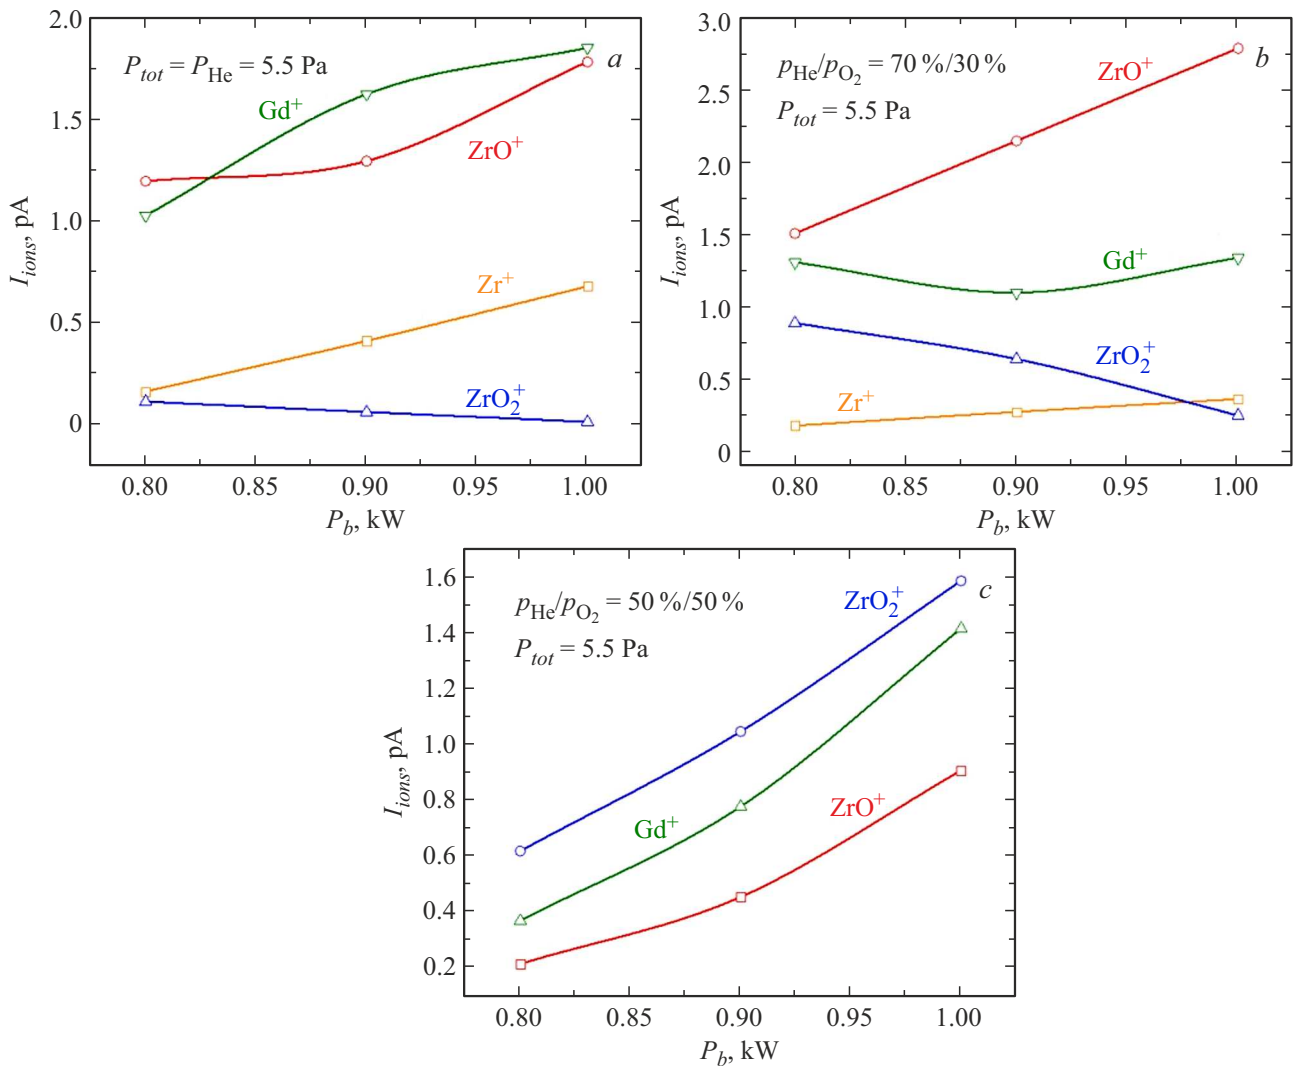 2.0
1.5
1.0
0.5
0
I_ions, pA
P_tot = P_He = 5.5 Pa
a
Gd⁺
ZrO⁺
Zr⁺
ZrO₂⁺
0.80 0.85 0.90 0.95 1.00
P_b, kW
3.0
2.5
2.0
1.5
1.0
0.5
0
I_ions, pA
p_He/p_O₂ = 70 %/30 %
P_tot = 5.5 Pa
b
ZrO⁺
Gd⁺
ZrO₂⁺
Zr⁺
0.80 0.85 0.90 0.95 1.00
P_b, kW
1.6
1.4
1.2
1.0
0.8
0.6
0.4
0.2
I_ions, pA
p_He/p_O₂ = 50 %/50 %
P_tot = 5.5 Pa
c
ZrO₂⁺
Gd⁺
ZrO⁺
0.80 0.85 0.90 0.95 1.00
P_b, kW